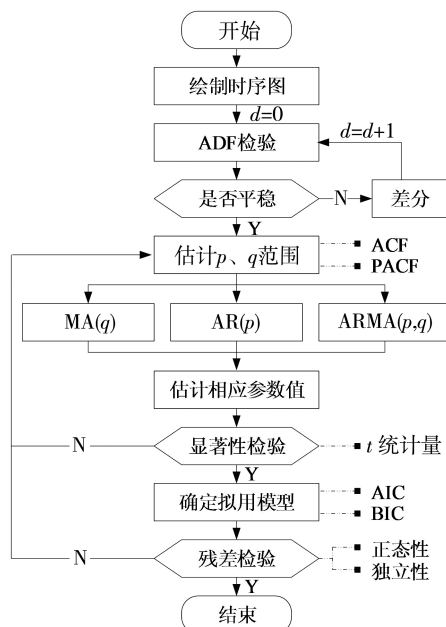 开始
绘制时序图
d=0
d=d+1
ADF检验
是否平稳
N
差分
Y
估计p、q范围
ACF
PACF
MA(q)
AR(p)
ARMA(p,q)
估计相应参数值
N
显著性检验
t 统计量
Y
确定拟用模型
AIC
BIC
N
残差检验
正态性
独立性
Y
结束